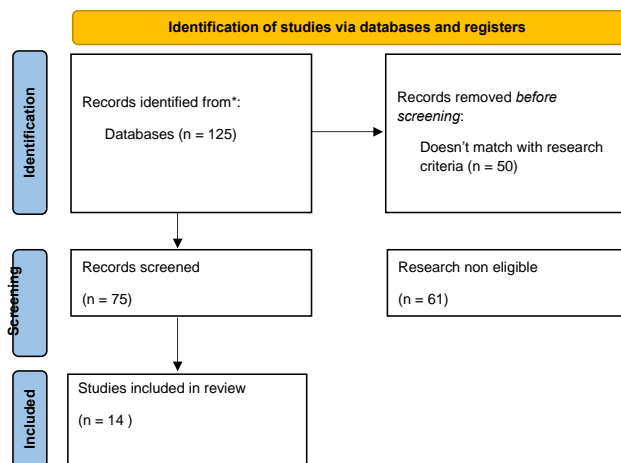 Identification of studies via databases and registers
Identification
Records identified from*:
Databases (n = 125)
Records removed before
screening:
Doesn’t match with research
criteria (n = 50)
Screening
Records screened
(n = 75)
Research non eligible
(n = 61)
Included
Studies included in review
(n = 14 )